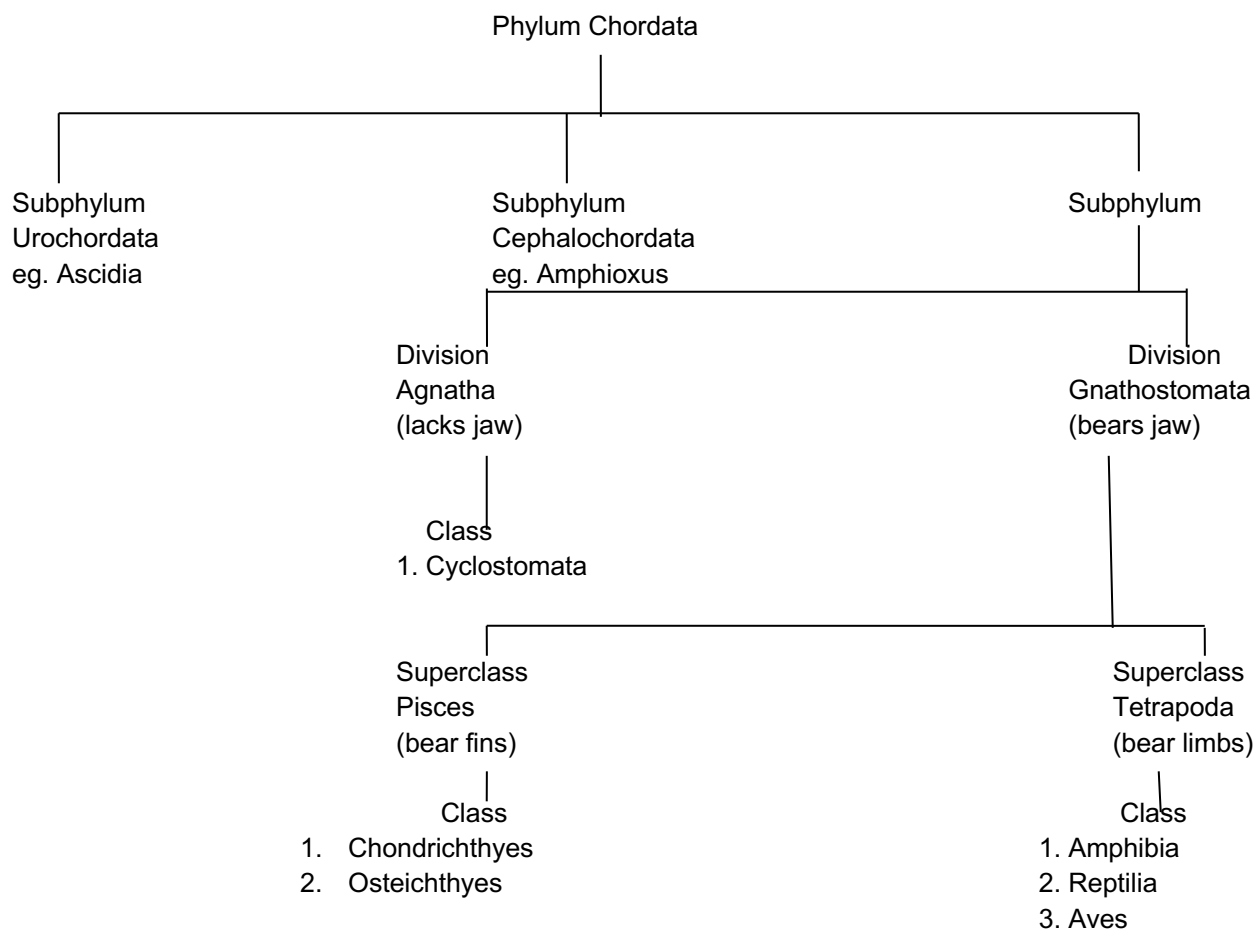 Phylum Chordata
Subphylum
Urochordata
eg. Ascidia
Subphylum
Cephalochordata
eg. Amphioxus
Subphylum
Division
Agnatha
(lacks jaw)
Division
Gnathostomata
(bears jaw)
Class
1. Cyclostomata
Superclass
Pisces
(bear fins)
Superclass
Tetrapoda
(bear limbs)
Class
1. Chondrichthyes
2. Osteichthyes
Class
1. Amphibia
2. Reptilia
3. Aves